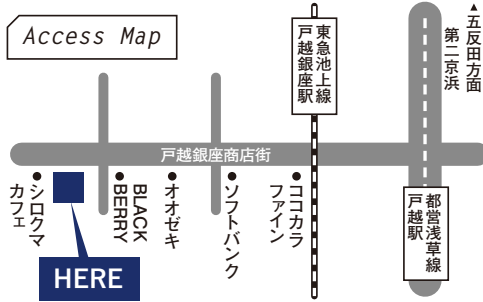 Access Map
東急池上線
戸越銀座駅
▲五反田方面
第二京浜
戸越銀座商店街
シロクマ
カフェ
BLACK
BERRY
オオゼキ
ソフトバンク
ココカラ
ファイン
都営浅草線
戸越駅
HERE